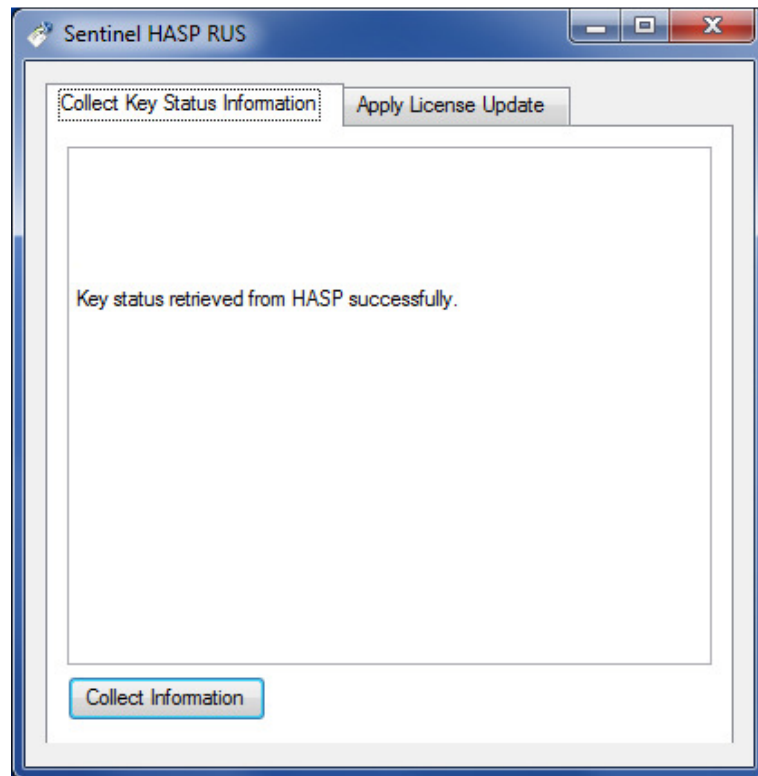 Sentinel HASP RUS
Collect Key Status Information
Apply License Update
Key status retrieved from HASP successfully.
Collect Information